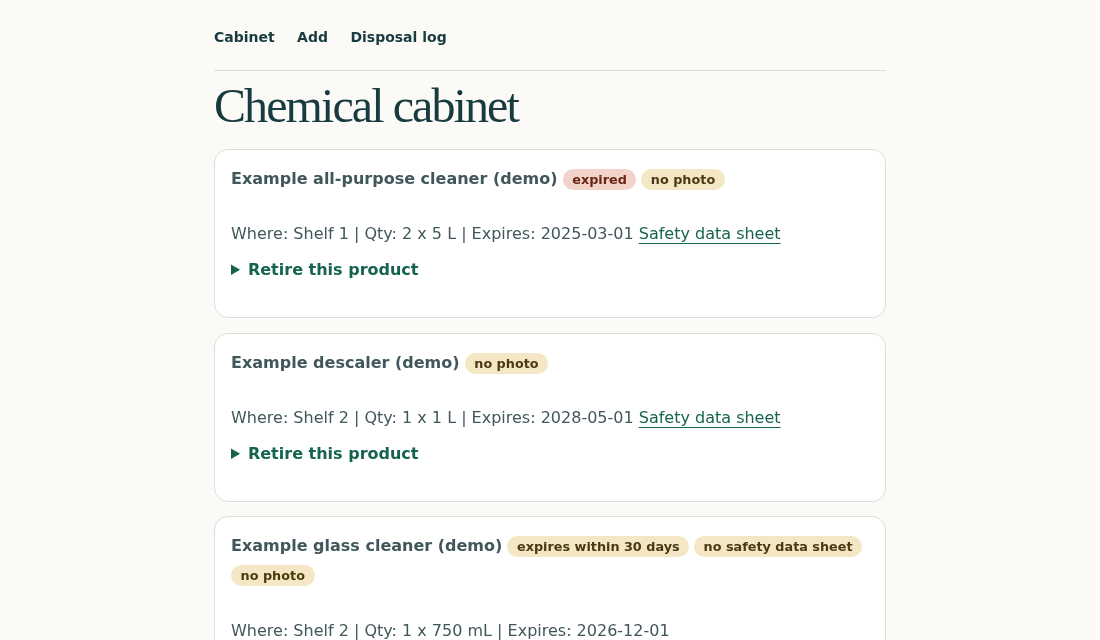 Cabinet Add Disposal log
Chemical cabinet
Example all-purpose cleaner (demo) expired no photo
Where: Shelf 1 | Qty: 2 x 5 L | Expires: 2025-03-01 Safety data sheet
Retire this product
Example descaler (demo) no photo
Where: Shelf 2 | Qty: 1 x 1 L | Expires: 2028-05-01 Safety data sheet
Retire this product
Example glass cleaner (demo) expires within 30 days no safety data sheet
no photo
Where: Shelf 2 | Qty: 1 x 750 mL | Expires: 2026-12-01